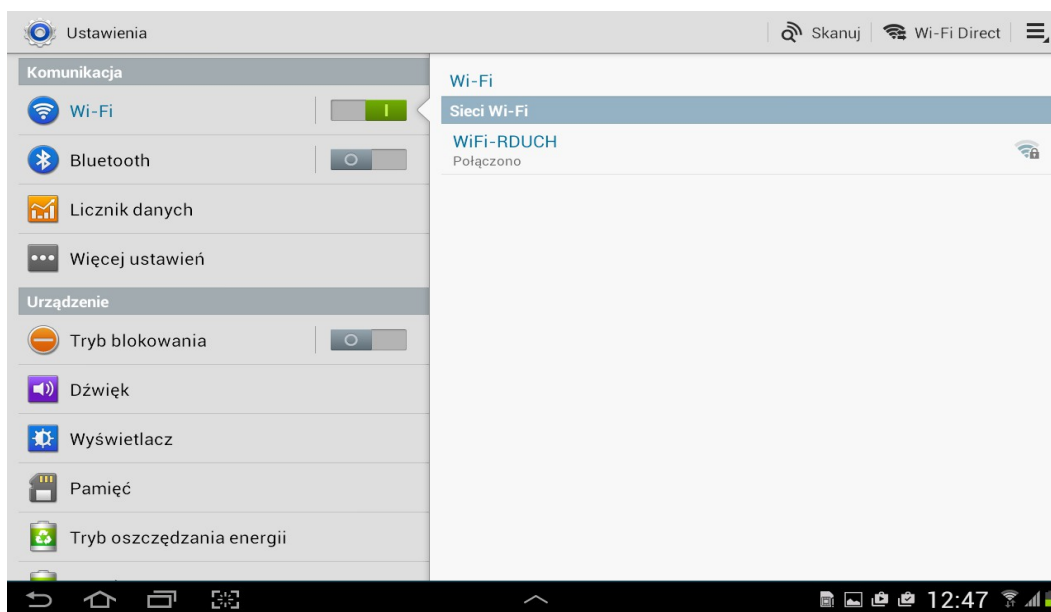 Ustawienia
Skanuj
Wi-Fi Direct
Komunikacja
Wi-Fi
Bluetooth
Licznik danych
Więcej ustawień
Urządzenie
Tryb blokowania
Dźwięk
Wyświetlacz
Pamięć
Tryb oszczędzania energii
Wi-Fi
Sieci Wi-Fi
WiFi-RDUCH
Połączono
12:47